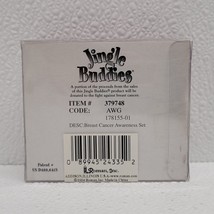 Jingle
Buddies
A portion of the proceeds from the sales
of this Jingle Buddies product will be
donated to the fight against breast cancer.
ITEM # 379748
CODE: AWG
178155-01
DESC. Breast Cancer Awareness Set
0 89945 24335 2
Roman, Inc.